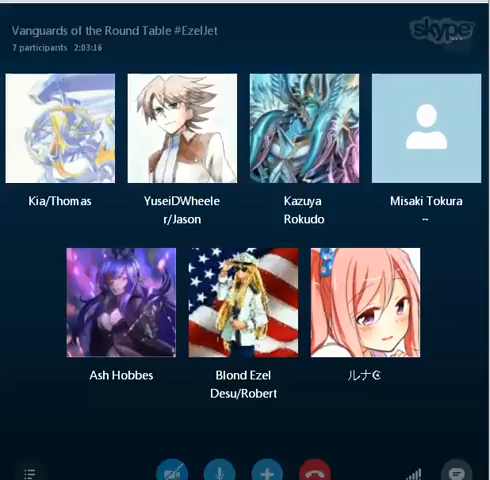 Vanguards of the Round Table #EzelJet
skype
7 participants 2:03:16
Kia/Thomas
YuseiDWheele
r/Jason
Kazuya
Rokudo
Misaki Tokura
~
Ash Hobbes
Blond Ezel
Desu/Robert
ルナ☪